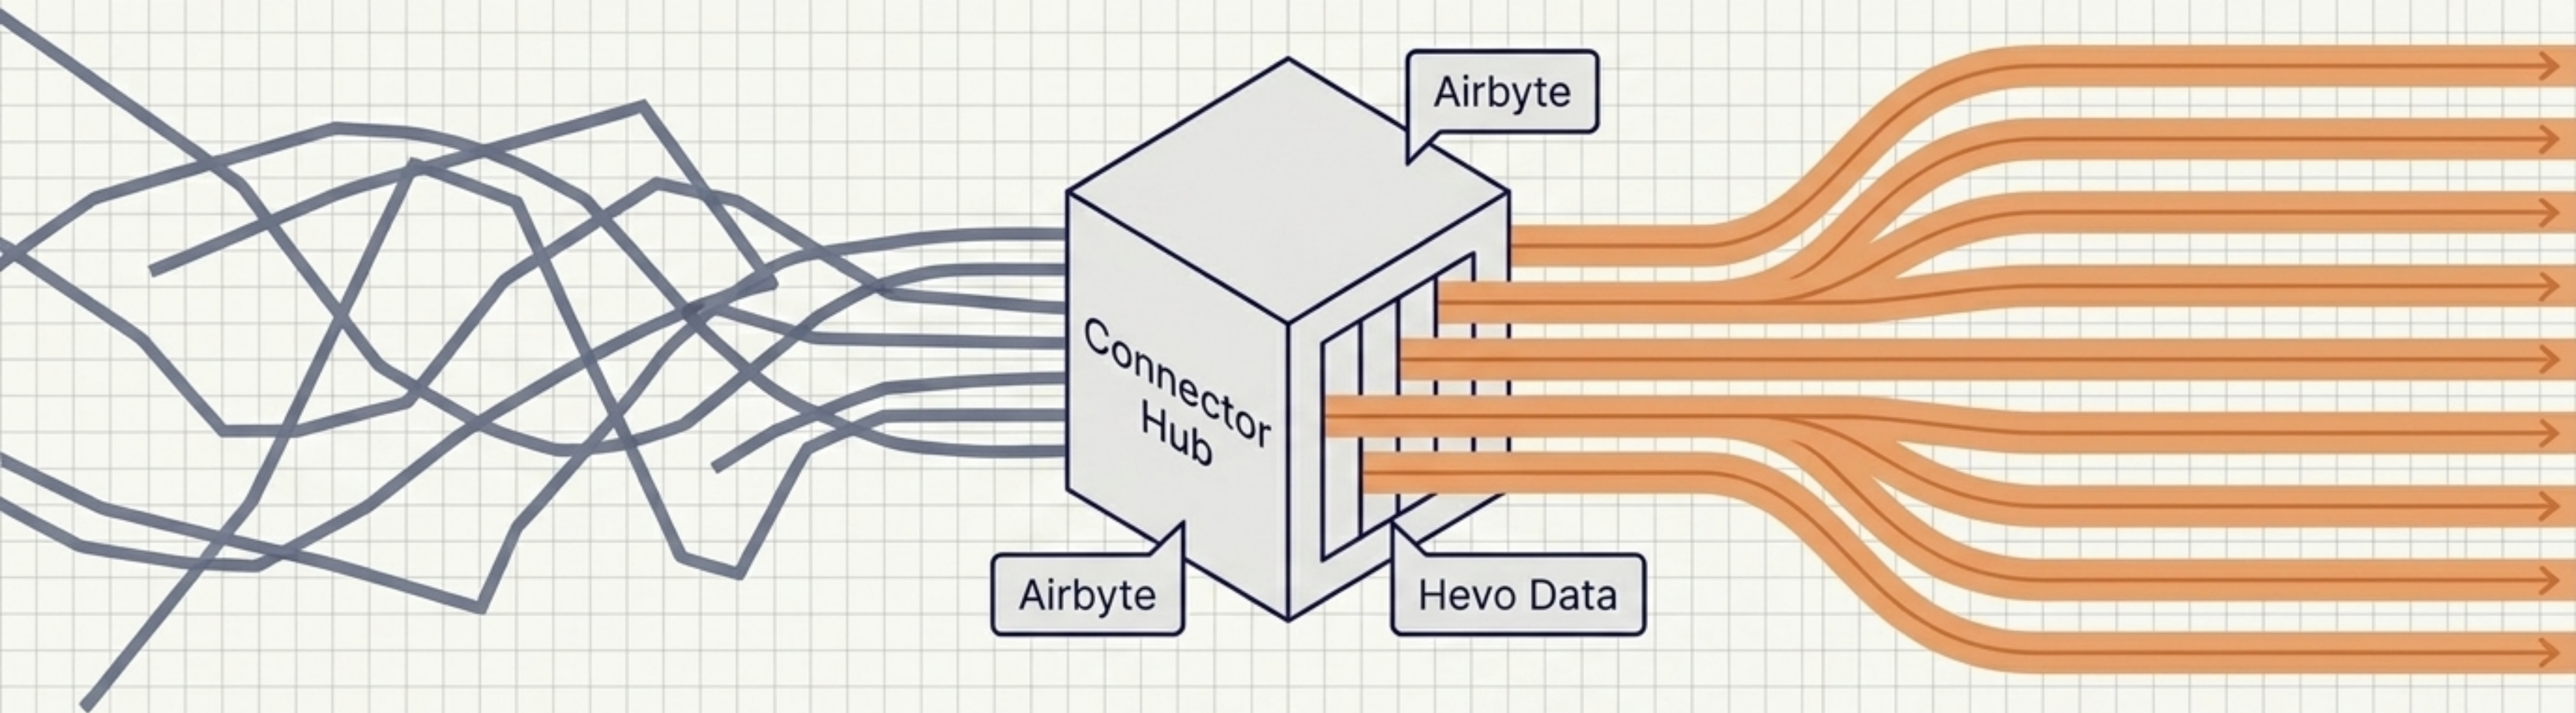 Airbyte
Connector
Hub
Airbyte
Hevo Data